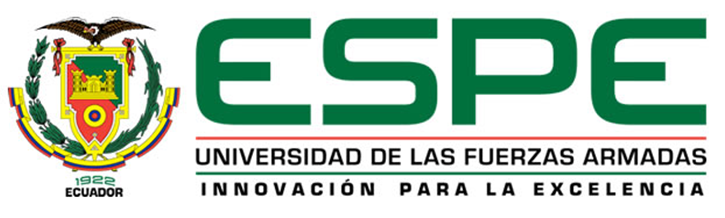 1922
ECUADOR
ESPE
UNIVERSIDAD DE LAS FUERZAS ARMADAS
INNOVACIÓN PARA LA EXCELENCIA